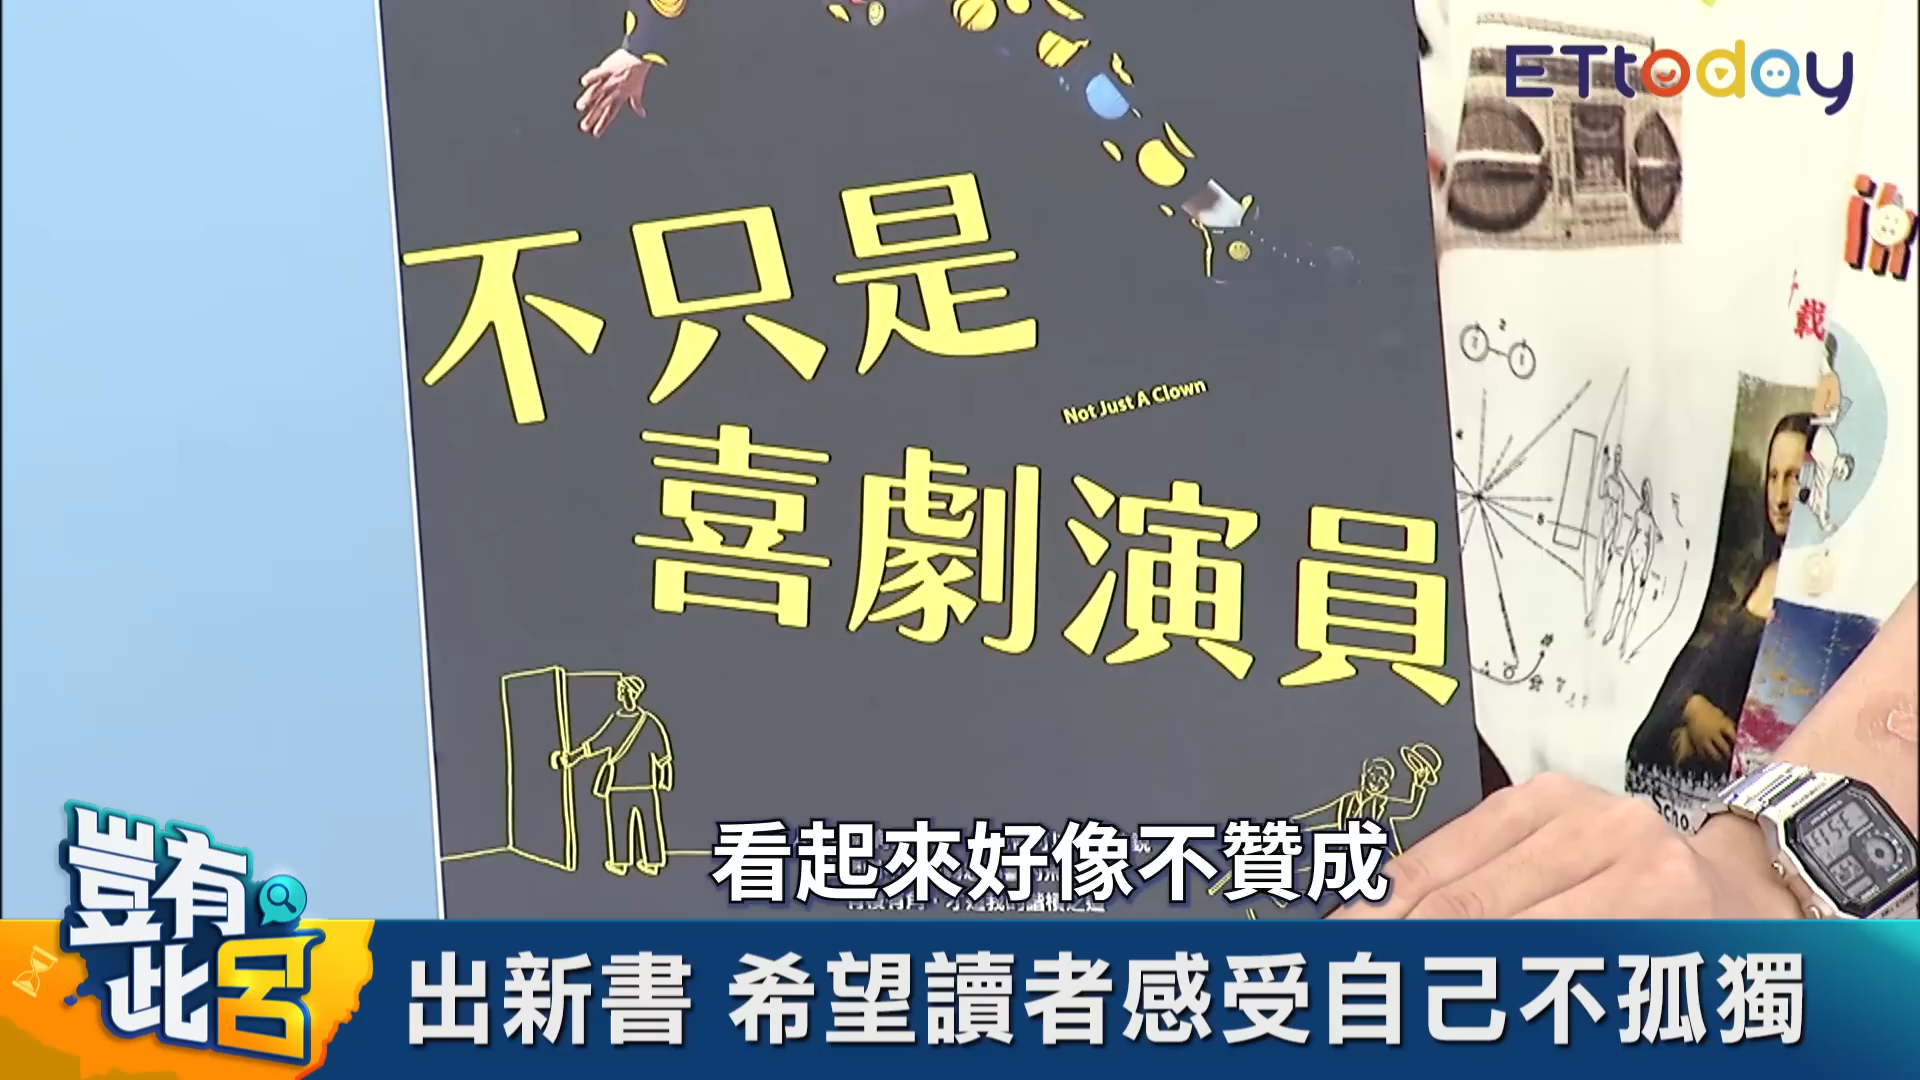 ETtoday
不只是
Not Just A Clown
喜劇演員
看起來好像不贊成
豈有
此呂
出新書 希望讀者感受自己不孤獨